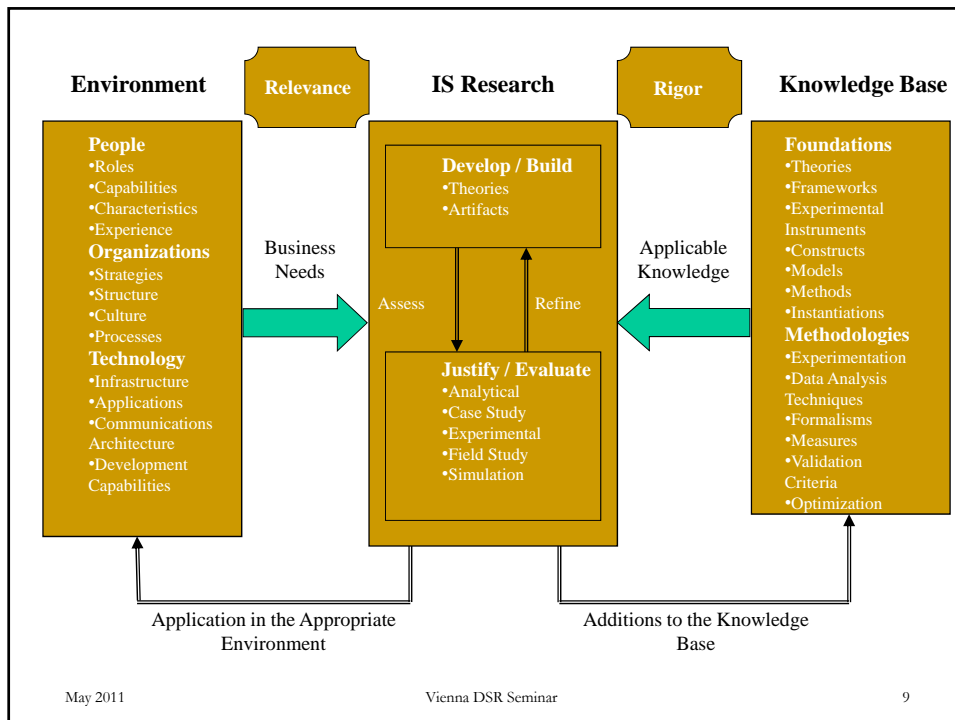 Environment
Relevance
IS Research
Rigor
Knowledge Base
People
•Roles
•Capabilities
•Characteristics
•Experience
Organizations
•Strategies
•Structure
•Culture
•Processes
Technology
•Infrastructure
•Applications
•Communications
Architecture
•Development
Capabilities
Business
Needs
Develop / Build
•Theories
•Artifacts
Assess
Refine
Justify / Evaluate
•Analytical
•Case Study
•Experimental
•Field Study
•Simulation
Applicable
Knowledge
Foundations
•Theories
•Frameworks
•Experimental
Instruments
•Constructs
•Models
•Methods
•Instantiations
Methodologies
•Experimentation
•Data Analysis
Techniques
•Formalisms
•Measures
•Validation
Criteria
•Optimization
Application in the Appropriate
Environment
Additions to the Knowledge
Base
May 2011
Vienna DSR Seminar
9